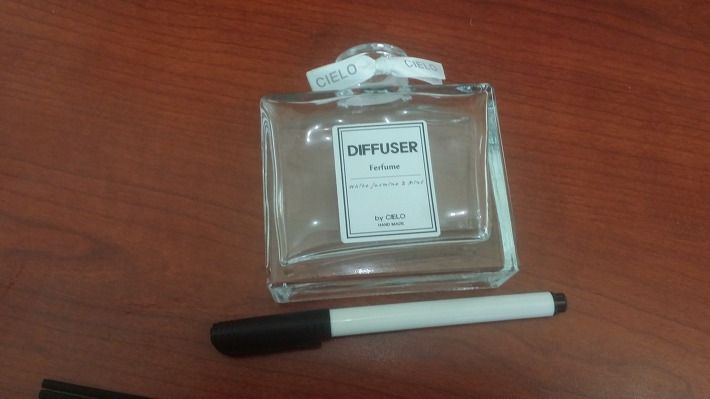 CIELO CIELO
DIFFUSER
Ferfume
White Jasmine & Mint
by CIELO
HAND MADE.